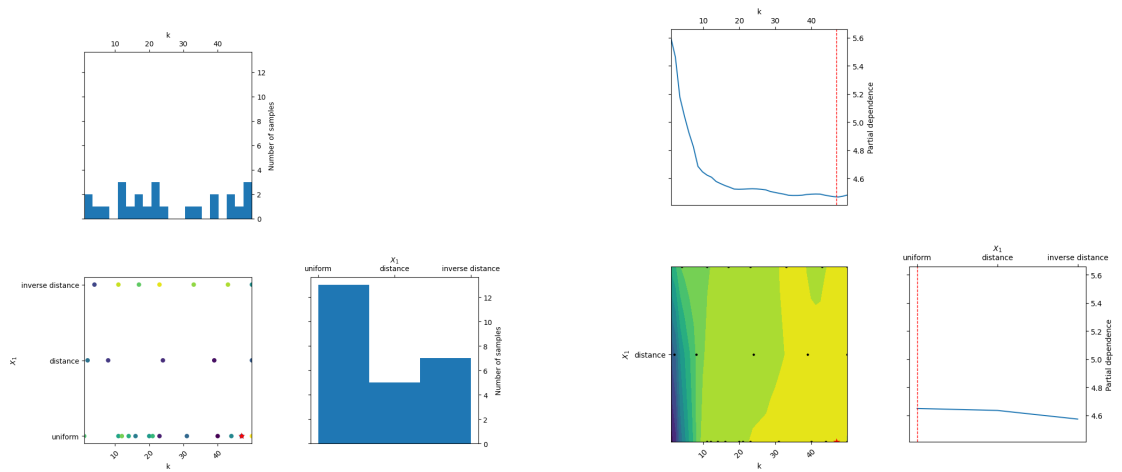 k
10 20 30 40
12
10
8
6
4
2
0
Number of samples
k
10 20 30 40
5.6
5.4
5.2
5.0
4.8
4.6
Partial dependence
inverse distance
distance
uniform
X1
10 20 30 40
k
X1
uniform distance inverse distance
12
10
8
6
4
2
0
Number of samples
X1
distance
10 20 30 40
k
X1
uniform distance inverse distance
5.6
5.4
5.2
5.0
4.8
4.6
Partial dependence